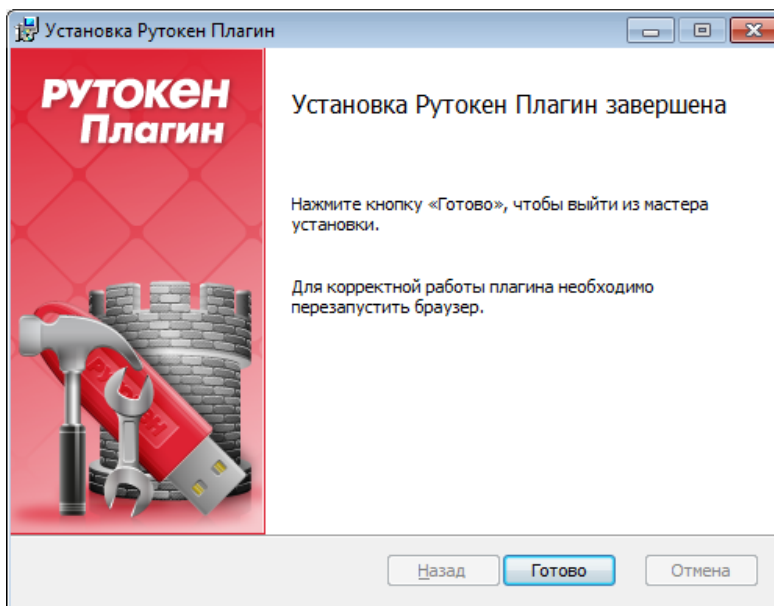 Установка Рутокен Плагин
РУТОКЕН
Плагин
Установка Рутокен Плагин завершена
Нажмите кнопку «Готово», чтобы выйти из мастера
установки.
Для корректной работы плагина необходимо
перезапустить браузер.
РУТОКЕН
Назад
Готово
Отмена